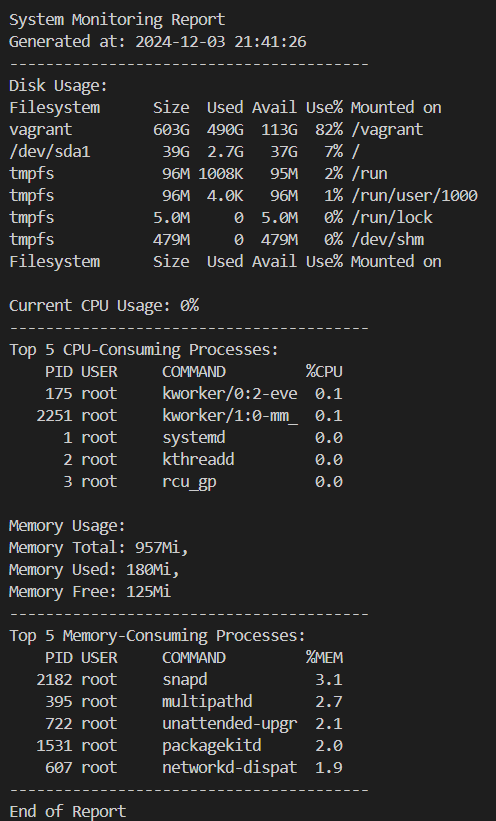 System Monitoring Report
Generated at: 2024-12-03 21:41:26
----------------------------------------
Disk Usage:
Filesystem      Size  Used Avail Use% Mounted on
vagrant         603G  490G  113G  82% /vagrant
/dev/sda1        39G  2.7G   37G   7% /
tmpfs            96M 1008K   95M   2% /run
tmpfs            96M  4.0K   96M   1% /run/user/1000
tmpfs           5.0M     0  5.0M   0% /run/lock
tmpfs           479M     0  479M   0% /dev/shm
Filesystem      Size  Used Avail Use% Mounted on

Current CPU Usage: 0%
----------------------------------------
Top 5 CPU-Consuming Processes:
    PID USER     COMMAND         %CPU
    175 root     kworker/0:2-eve  0.1
   2251 root     kworker/1:0-mm_  0.1
      1 root     systemd          0.0
      2 root     kthreadd         0.0
      3 root     rcu_gp           0.0

Memory Usage:
Memory Total: 957Mi,
Memory Used: 180Mi,
Memory Free: 125Mi
----------------------------------------
Top 5 Memory-Consuming Processes:
    PID USER     COMMAND         %MEM
   2182 root     snapd            3.1
    395 root     multipathd       2.7
    722 root     unattended-upgr  2.1
   1531 root     packagekitd      2.0
    607 root     networkd-dispat  1.9
----------------------------------------
End of Report